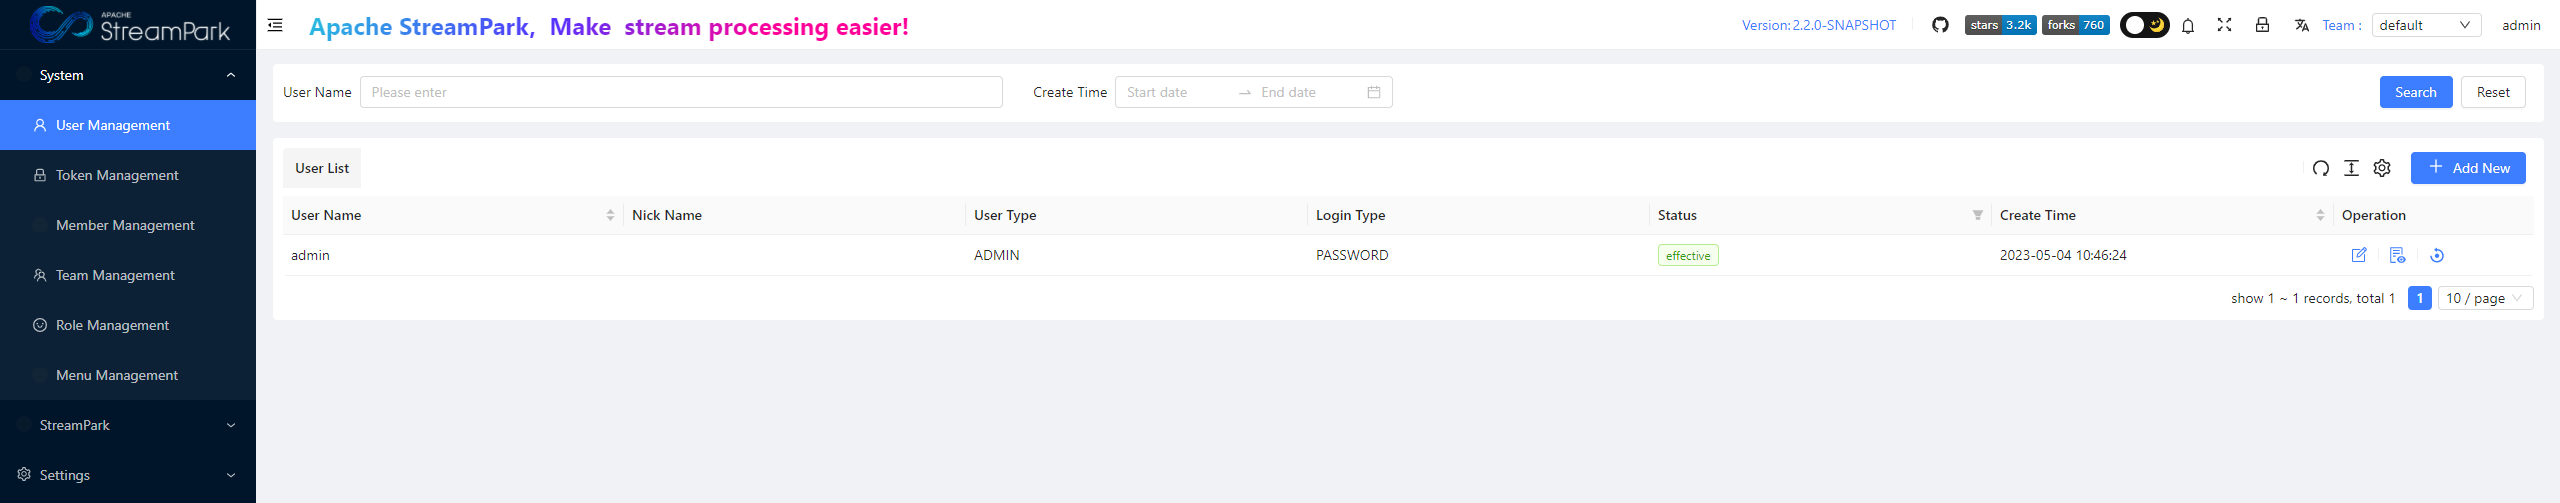 APACHE
StreamPark
Apache StreamPark, Make stream processing easier!
Version: 2.2.0-SNAPSHOT
stars 3.2k
forks 760
Team :
default
admin
System
User Management
Token Management
Member Management
Team Management
Role Management
Menu Management
StreamPark
Settings
User Name
Please enter
Create Time
Start date
End date
Search
Reset
User List
Add New
User Name Nick Name User Type Login Type Status Create Time Operation
admin ADMIN PASSWORD effective 2023-05-04 10:46:24
show 1 ~ 1 records, total 1
1
10 / page